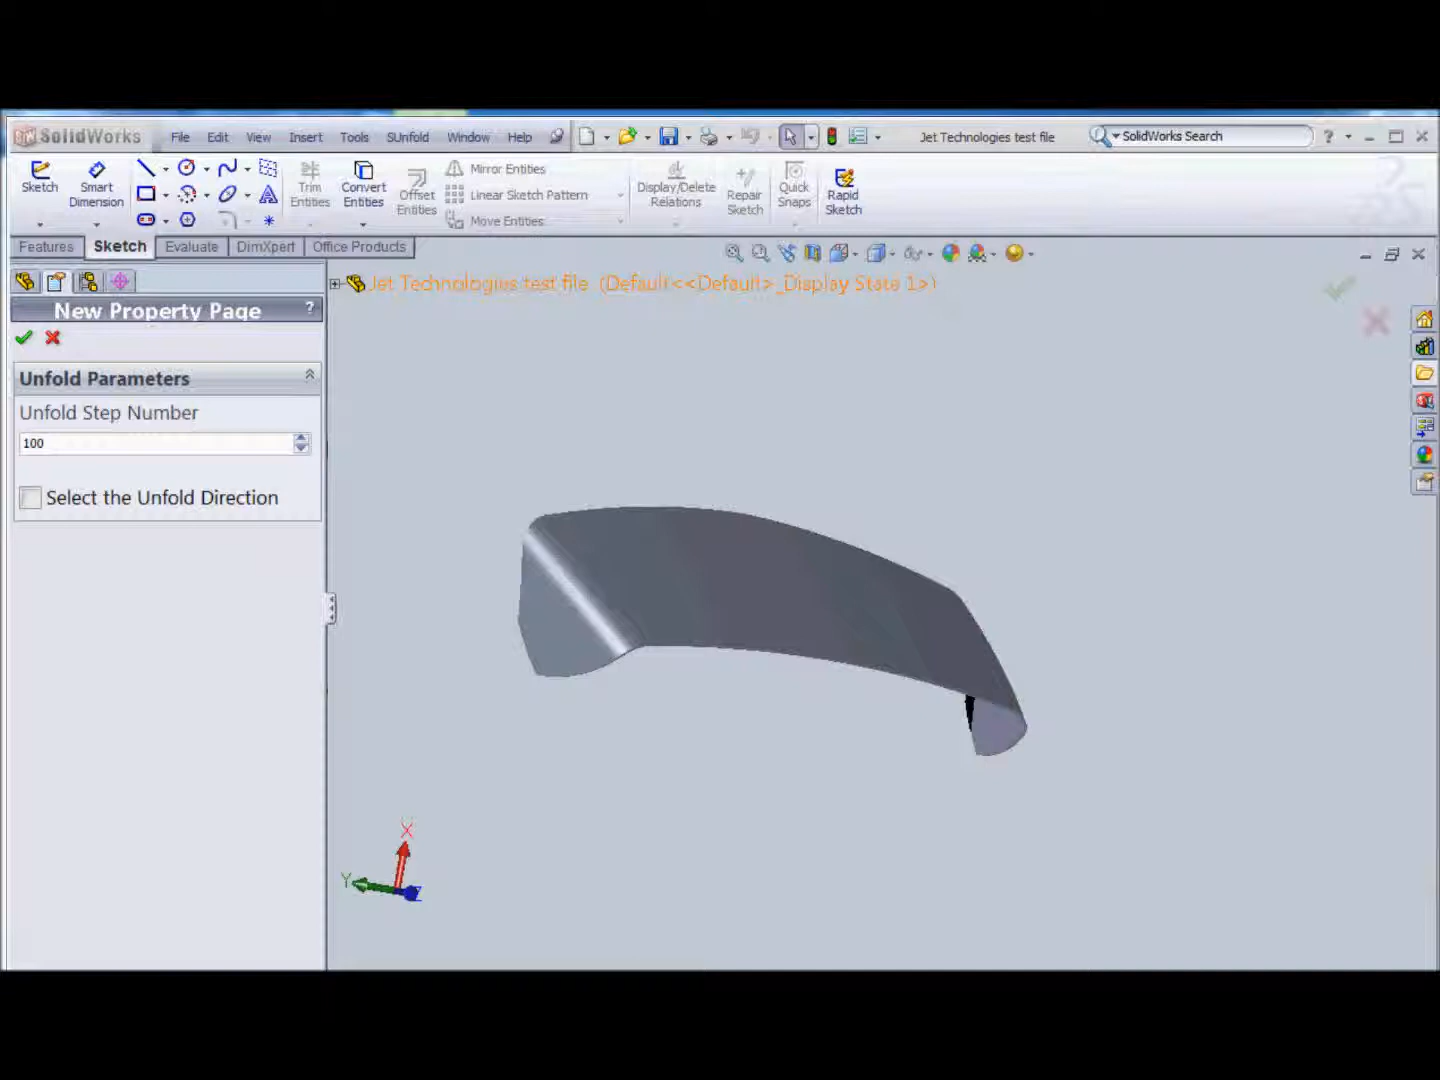 SolidWorks File Edit View Insert Tools SUnfold Window Help Jet Technologies test file SolidWorks Search ?
Sketch Smart Dimension Trim Entities Convert Entities Offset Entities Mirror Entities Linear Sketch Pattern Move Entities Display/Delete Relations Repair Sketch Quick Snaps Rapid Sketch
Features Sketch Evaluate DimXpert Office Products
Jet Technologies test file (Default<<Default>_Display State 1>)
New Property Page ?
Unfold Parameters
Unfold Step Number
100
Select the Unfold Direction
X
Y
Z